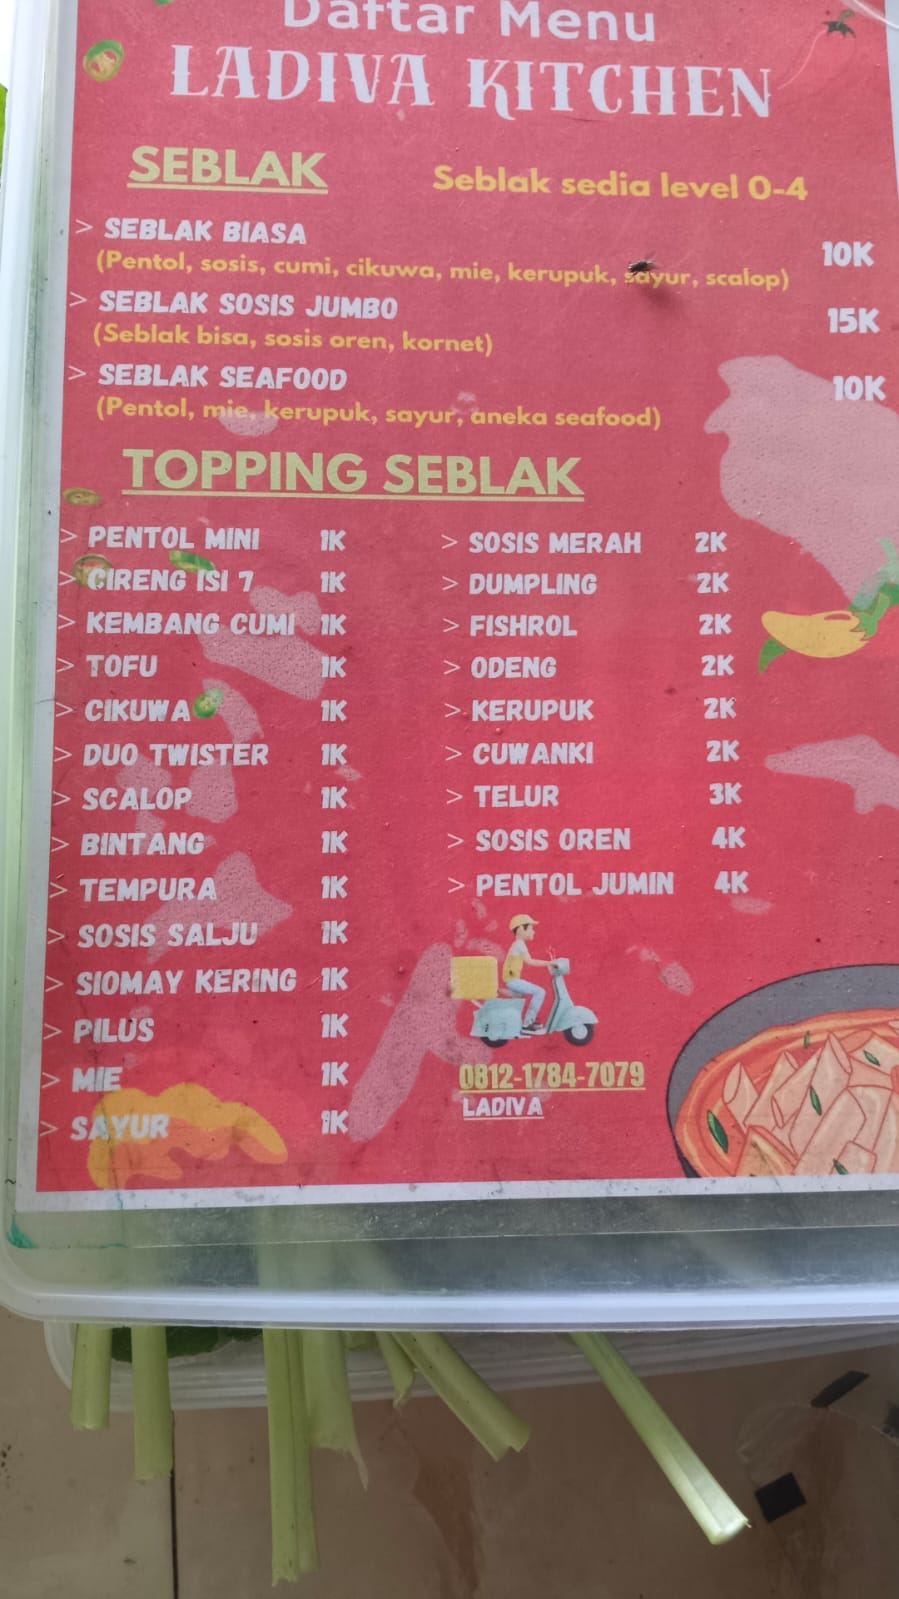 Daftar Menu
LADIVA KITCHEN
SEBLAK
Seblak sedia level 0-4
> SEBLAK BIASA 10K
(Pentol, sosis, cumi, cikuwa, mie, kerupuk, sayur, scalop)
> SEBLAK SOSIS JUMBO 15K
(Seblak bisa, sosis oren, kornet)
> SEBLAK SEAFOOD 10K
(Pentol, mie, kerupuk, sayur, aneka seafood)
TOPPING SEBLAK
> PENTOL MINI 1K
> CIRENG ISI 7 1K
> KEMBANG CUMI 1K
> TOFU 1K
> CIKUWA 1K
> DUO TWISTER 1K
> SCALOP 1K
> BINTANG 1K
> TEMPURA 1K
> SOSIS SALJU 1K
> SIOMAY KERING 1K
> PILUS 1K
> MIE 1K
> SAYUR 1K
> SOSIS MERAH 2K
> DUMPLING 2K
> FISHROL 2K
> ODENG 2K
> KERUPUK 2K
> CUWANKI 2K
> TELUR 3K
> SOSIS OREN 4K
> PENTOL JUMIN 4K
0812-1784-7079
LADIVA